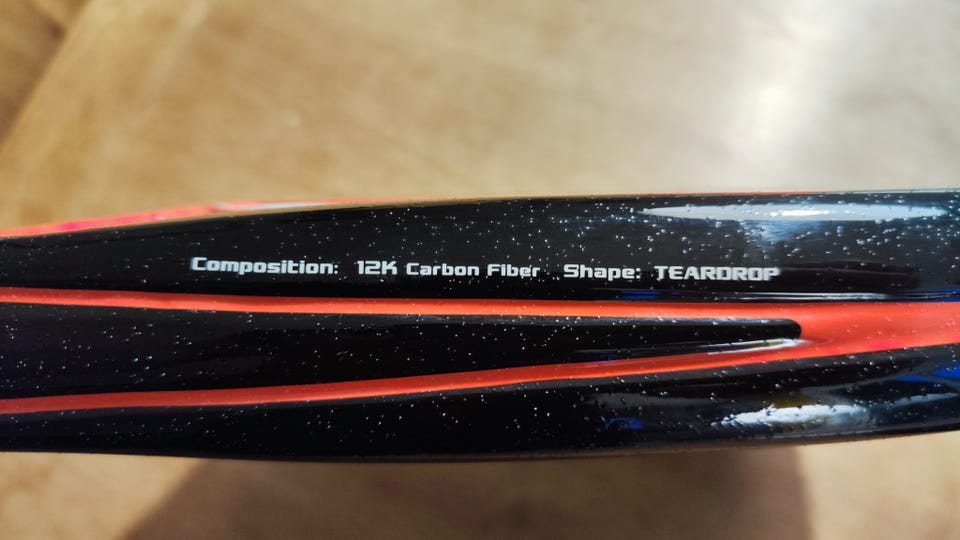 Composition: 12K Carbon Fiber Shape: TEARDROP